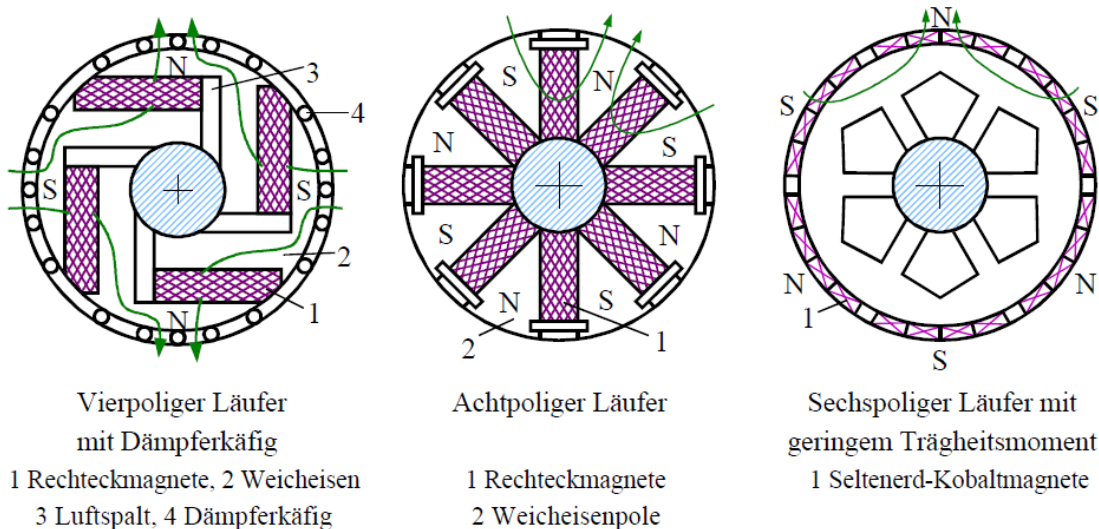 N
3
4
S
S
2
N
1
S
N
N
S
S
N
N
S
2
1
N
S
S
N
N
1
S
Vierpoliger Läufer
mit Dämpferkäfig
1 Rechteckmagnete, 2 Weicheisen
3 Luftspalt, 4 Dämpferkäfig
Achtpoliger Läufer
1 Rechteckmagnete
2 Weicheisenpole
Sechspoliger Läufer mit
geringem Trägheitsmoment
1 Seltenerd-Kobaltmagnete